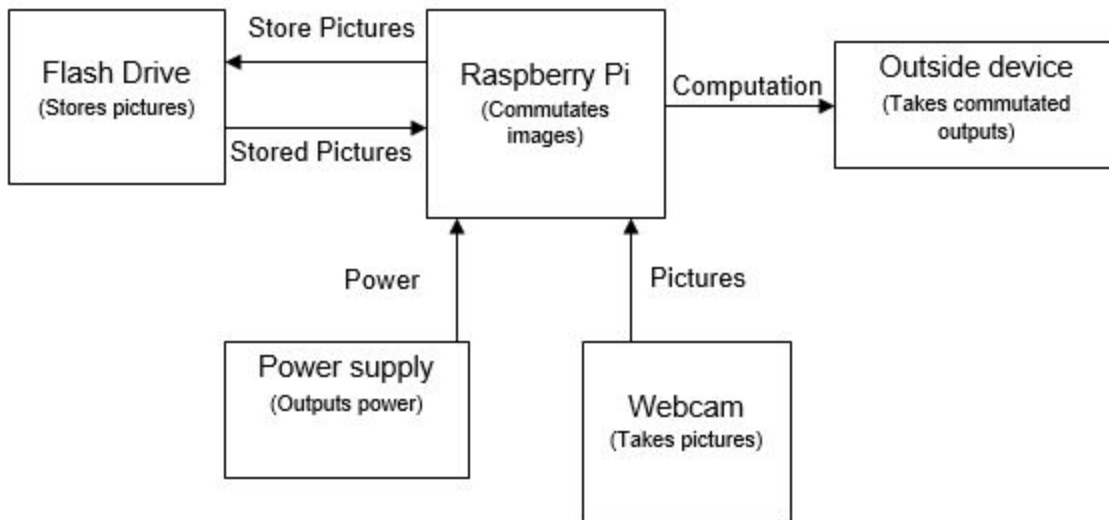 Store Pictures
Flash Drive
(Stores pictures)
Stored Pictures
Raspberry Pi
(Commutates
images)
Computation
Outside device
(Takes commutated
outputs)
Power
Pictures
Power supply
(Outputs power)
Webcam
(Takes pictures)